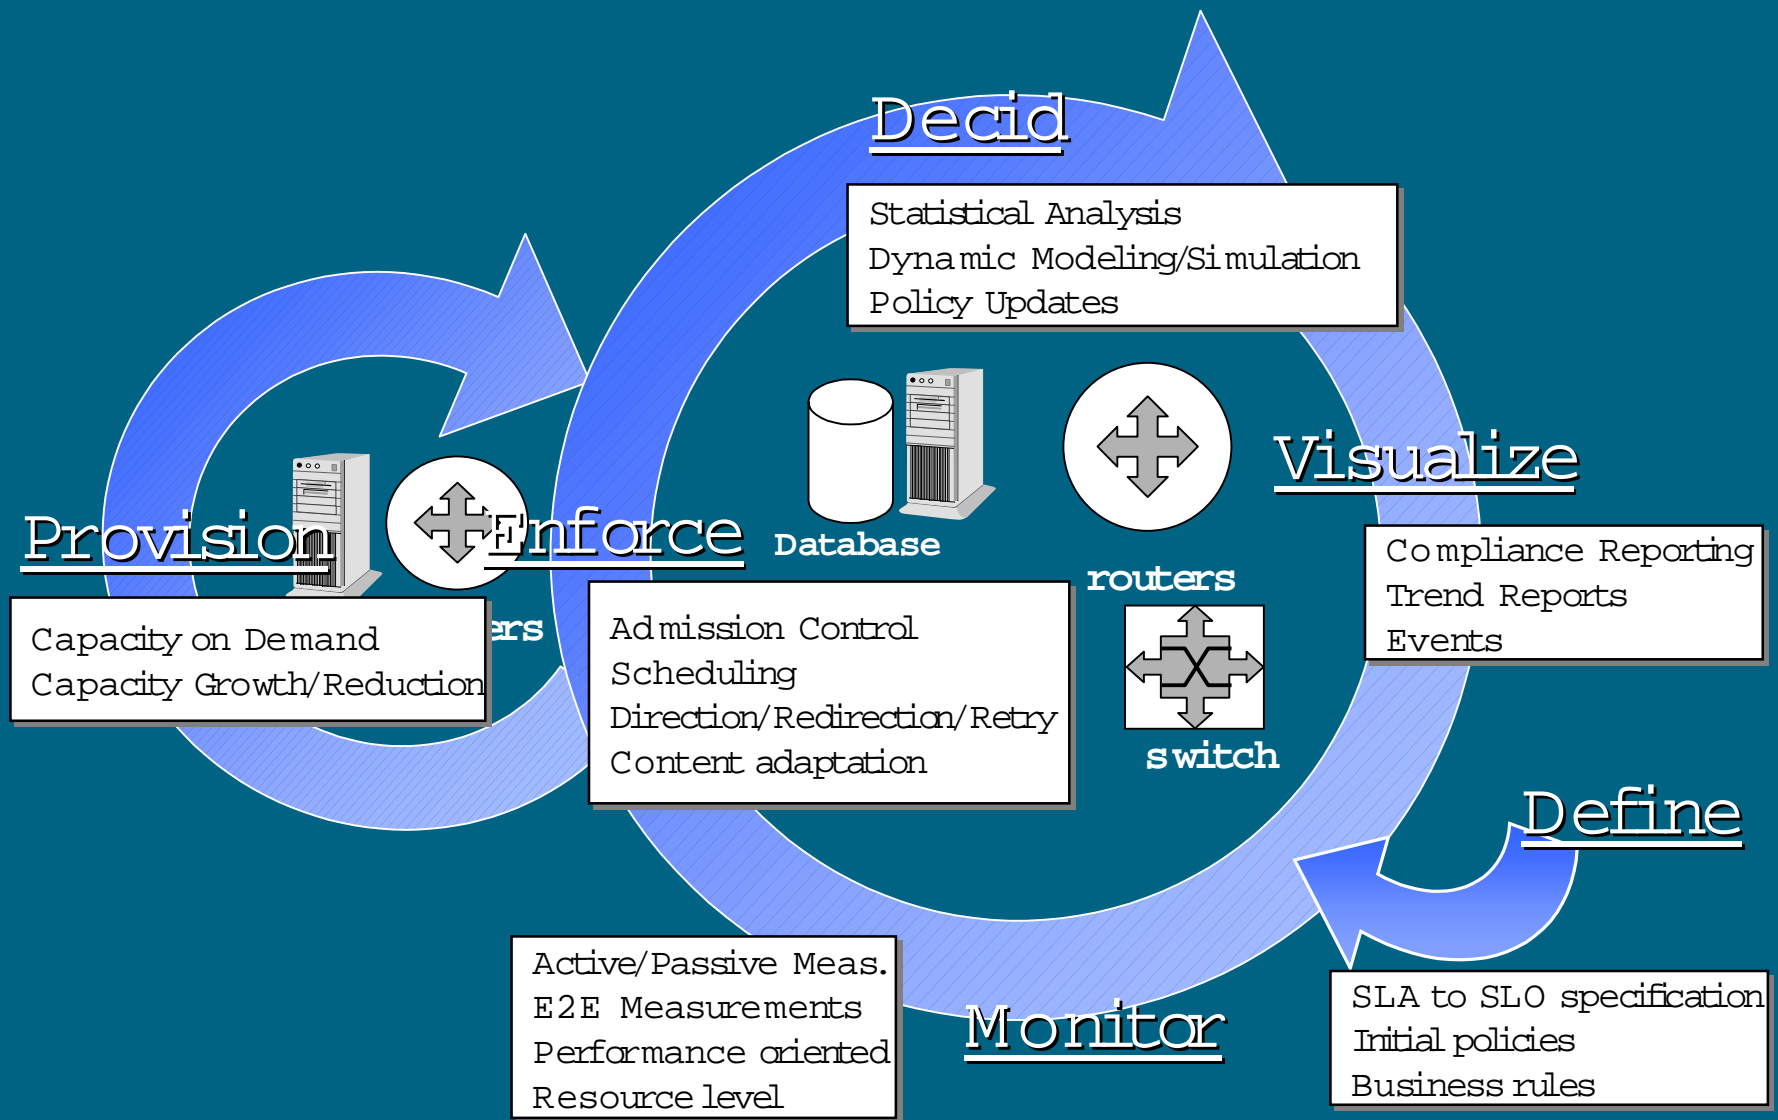 Decid
Statistical Analysis
Dynamic Modeling/Simulation
Policy Updates
Visualize
Compliance Reporting
Trend Reports
Events
Provision
Capacity on Demand
Capacity Growth/Reduction
ers
Enforce
Admission Control
Scheduling
Direction/Redirection/Retry
Content adaptation
Database
routers
switch
Define
SLA to SLO specification
Initial policies
Business rules
Monitor
Active/Passive Meas.
E2E Measurements
Performance oriented
Resource level